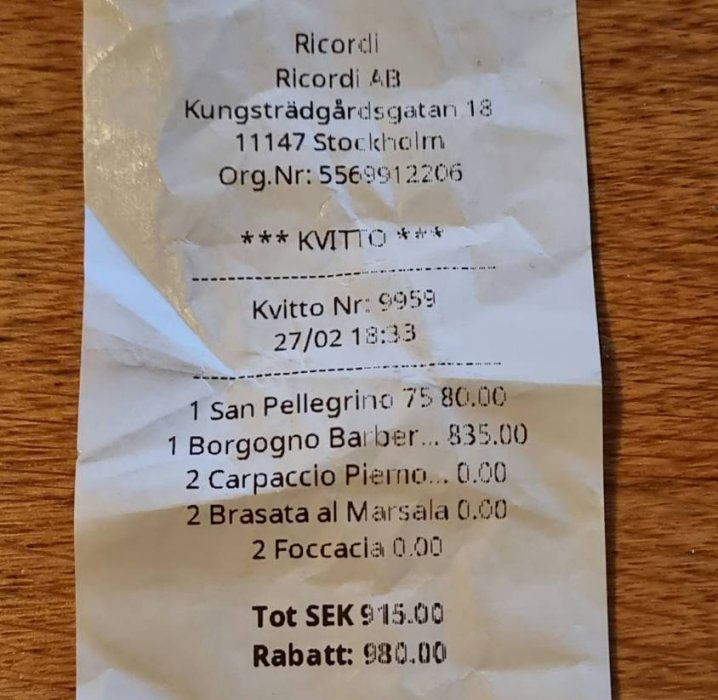 Ricordi
Ricordi AB
Kungsträdgårdsgatan 18
11147 Stockholm
Org.Nr: 5569912206
*** KVITTO ***
Kvitto Nr: 9959
27/02 18:33
1 San Pellegrino 75 80.00
1 Borgogno Barber... 835.00
2 Carpaccio Piemo... 0.00
2 Brasata al Marsala 0.00
2 Foccacia 0.00
Tot SEK 915.00
Rabatt: 980.00